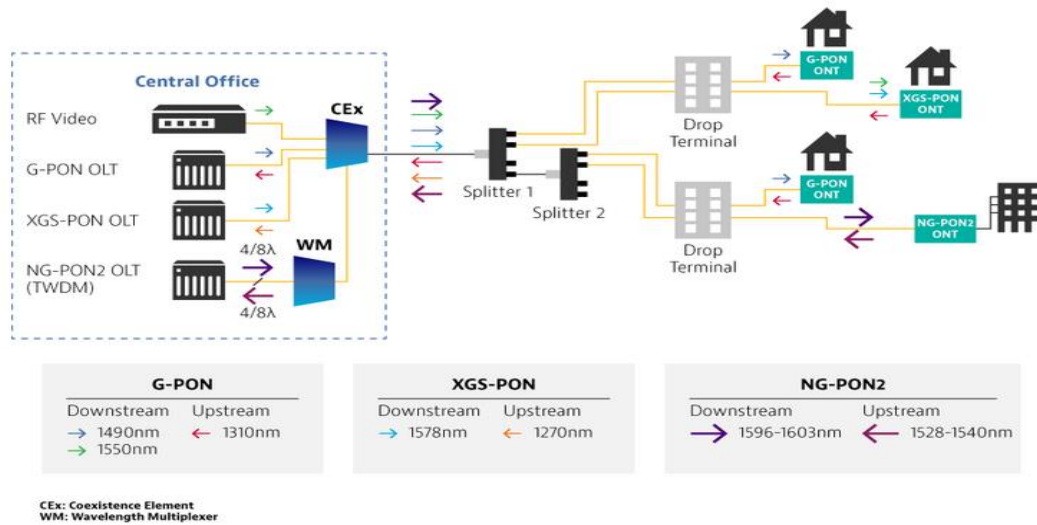 Central Office
RF Video
CEx
G-PON OLT
XGS-PON OLT
4/8λ
WM
NG-PON2 OLT
(TWDM)
4/8λ
Splitter 1
Splitter 2
Drop
Terminal
Drop
Terminal
G-PON
ONT
XGS-PON
ONT
G-PON
ONT
NG-PON2
ONT
G-PON
Downstream Upstream
1490nm 1310nm
1550nm
XGS-PON
Downstream Upstream
1578nm 1270nm
NG-PON2
Downstream Upstream
1596-1603nm 1528-1540nm
CEx: Coexistence Element
WM: Wavelength Multiplexer